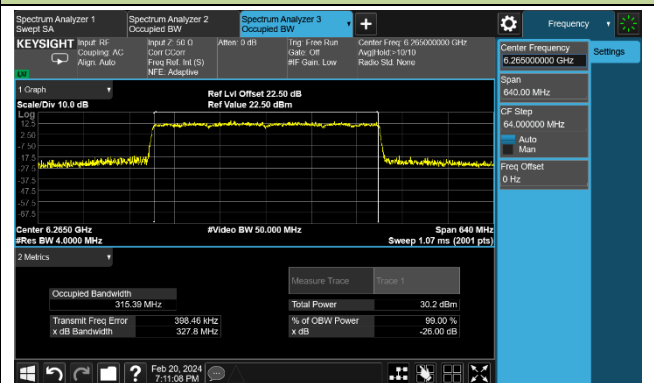 Spectrum Analyzer 1
Swept SA
Spectrum Analyzer 2
Occupied BW
Spectrum Analyzer 3
Occupied BW
Frequency
KEYSIGHT
Input: RF
Coupling: AC
Align: Auto
Input Z: 50 Ω
Corr CCorr
Freq Ref: Int (S)
NFE: Adaptive
Atten: 0 dB
Trig: Free Run
Gate: Off
#IF Gain: Low
Center Freq: 6.265000000 GHz
Avg|Hold:>10/10
Radio Std: None
LXI
Center Frequency
6.265000000 GHz
Settings
Span
640.00 MHz
CF Step
64.000000 MHz
Auto
Man
Freq Offset
0 Hz
1 Graph
Scale/Div 10.0 dB
Ref Lvl Offset 22.50 dB
Ref Value 22.50 dBm
Log
12.5
2.50
-7.50
-17.5
-27.5
-37.5
-47.5
-57.5
-67.5
Center 6.2650 GHz
#Res BW 4.0000 MHz
#Video BW 50.000 MHz
Span 640 MHz
Sweep 1.07 ms (2001 pts)
2 Metrics
Measure Trace
Trace 1
Occupied Bandwidth
315.39 MHz
Total Power
30.2 dBm
Transmit Freq Error
398.46 kHz
% of OBW Power
99.00 %
x dB Bandwidth
327.8 MHz
x dB
-26.00 dB
?
Feb 20, 2024
7:11:08 PM